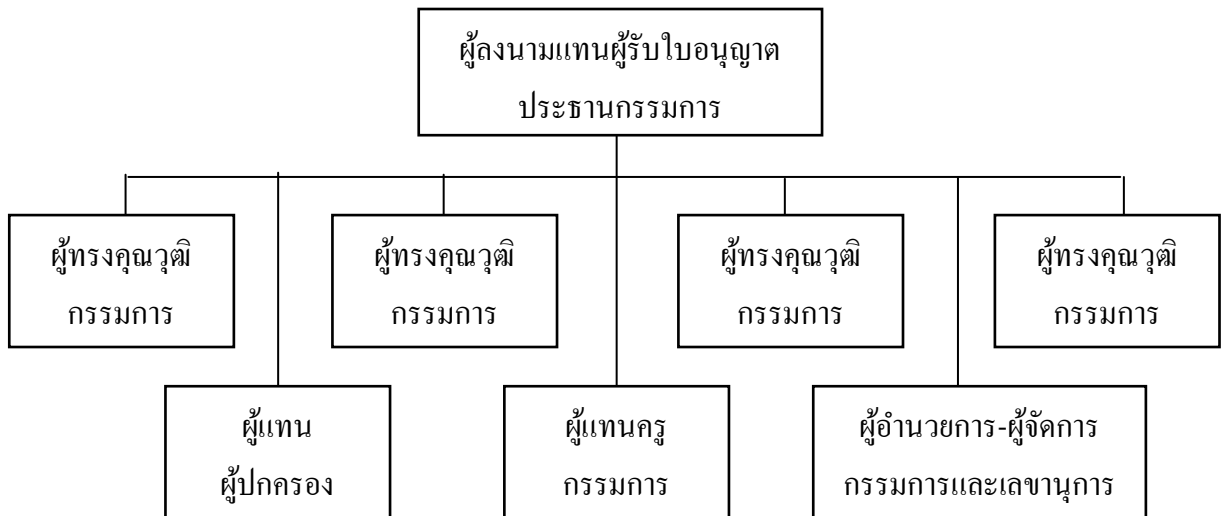 ผู้ลงนามแทนผู้รับใบอนุญาต
ประธานกรรมการ
ผู้ทรงคุณวุฒิ
กรรมการ
ผู้ทรงคุณวุฒิ
กรรมการ
ผู้ทรงคุณวุฒิ
กรรมการ
ผู้ทรงคุณวุฒิ
กรรมการ
ผู้แทน
ผู้ปกครอง
ผู้แทนครู
กรรมการ
ผู้อำนวยการ-ผู้จัดการ
กรรมการและเลขานุการ